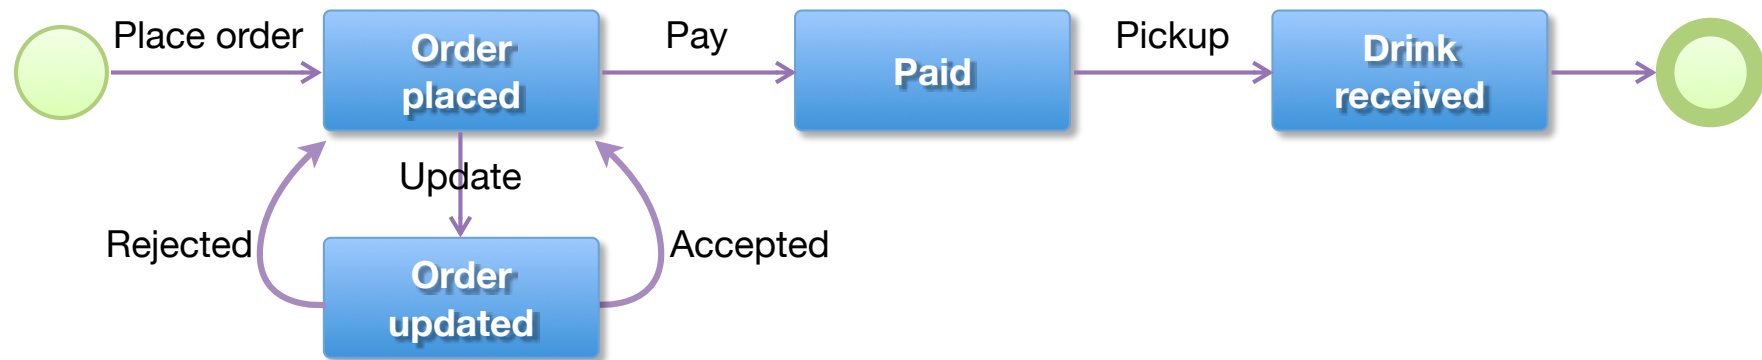 Place order
Order
placed
Pay
Paid
Pickup
Drink
received
Update
Rejected
Accepted
Order
updated